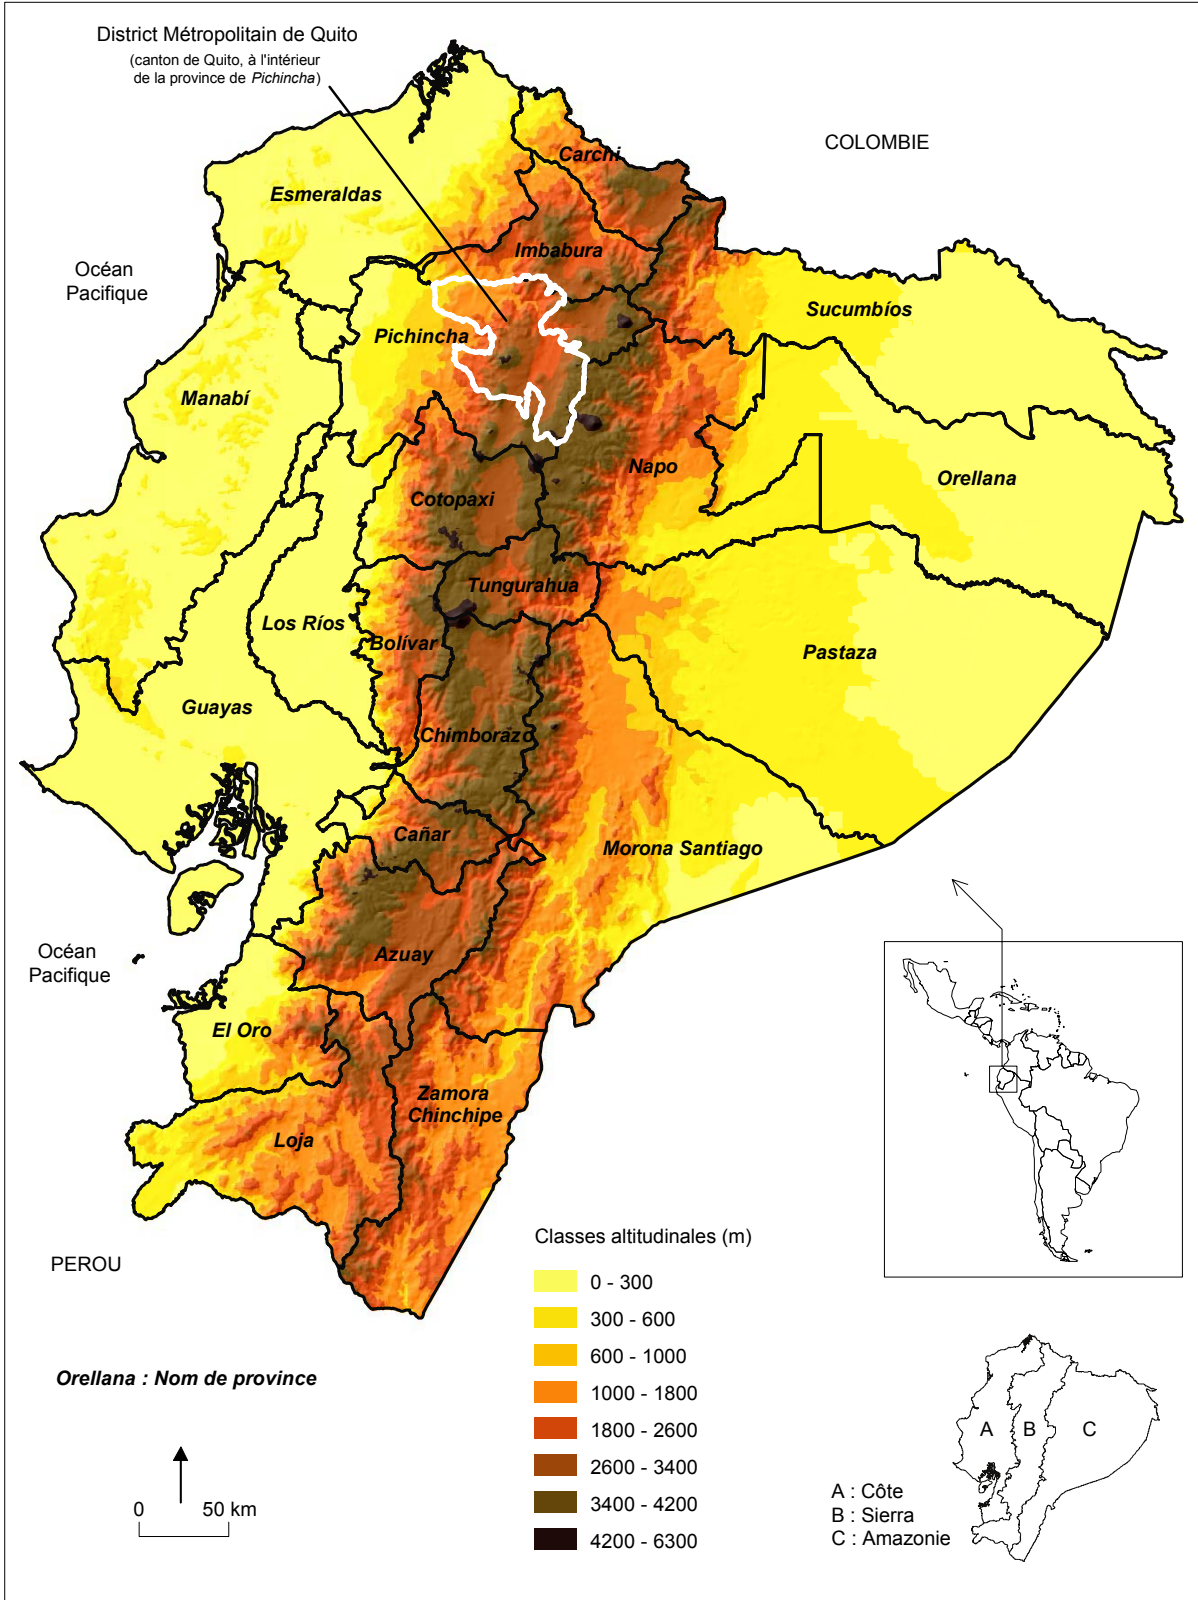 District Métropolitain de Quito
(canton de Quito, à l'intérieur
de la province de Pichincha)
COLOMBIE
Carchi
Esmeraldas
Imbabura
Océan
Pacifique
Sucumbíos
Pichincha
Manabí
Napo
Orellana
Cotopaxi
Tungurahua
Los Ríos
Bolívar
Pastaza
Guayas
Chimborazo
Cañar
Morona Santiago
Azuay
Océan
Pacifique
El Oro
Zamora
Chinchipe
Loja
PEROU
Classes altitudinales (m)
0 - 300
300 - 600
600 - 1000
1000 - 1800
1800 - 2600
2600 - 3400
3400 - 4200
4200 - 6300
Orellana : Nom de province
0 50 km
A
B
C
A : Côte
B : Sierra
C : Amazonie